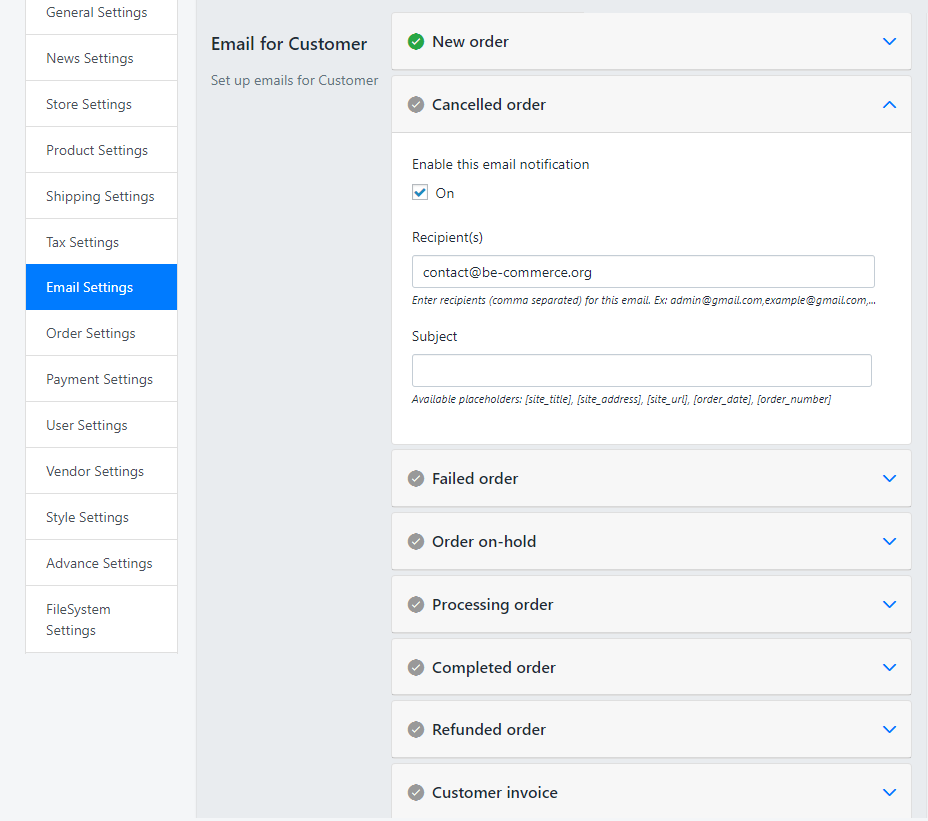 General Settings
News Settings
Store Settings
Product Settings
Shipping Settings
Tax Settings
Email Settings
Order Settings
Payment Settings
User Settings
Vendor Settings
Style Settings
Advance Settings
FileSystem
Settings
Email for Customer
Set up emails for Customer
New order
Cancelled order
Enable this email notification
On
Recipient(s)
contact@be-commerce.org
Enter recipients (comma separated) for this email. Ex: admin@gmail.com,example@gmail.com,...
Subject
Available placeholders: [site_title], [site_address], [site_url], [order_date], [order_number]
Failed order
Order on-hold
Processing order
Completed order
Refunded order
Customer invoice